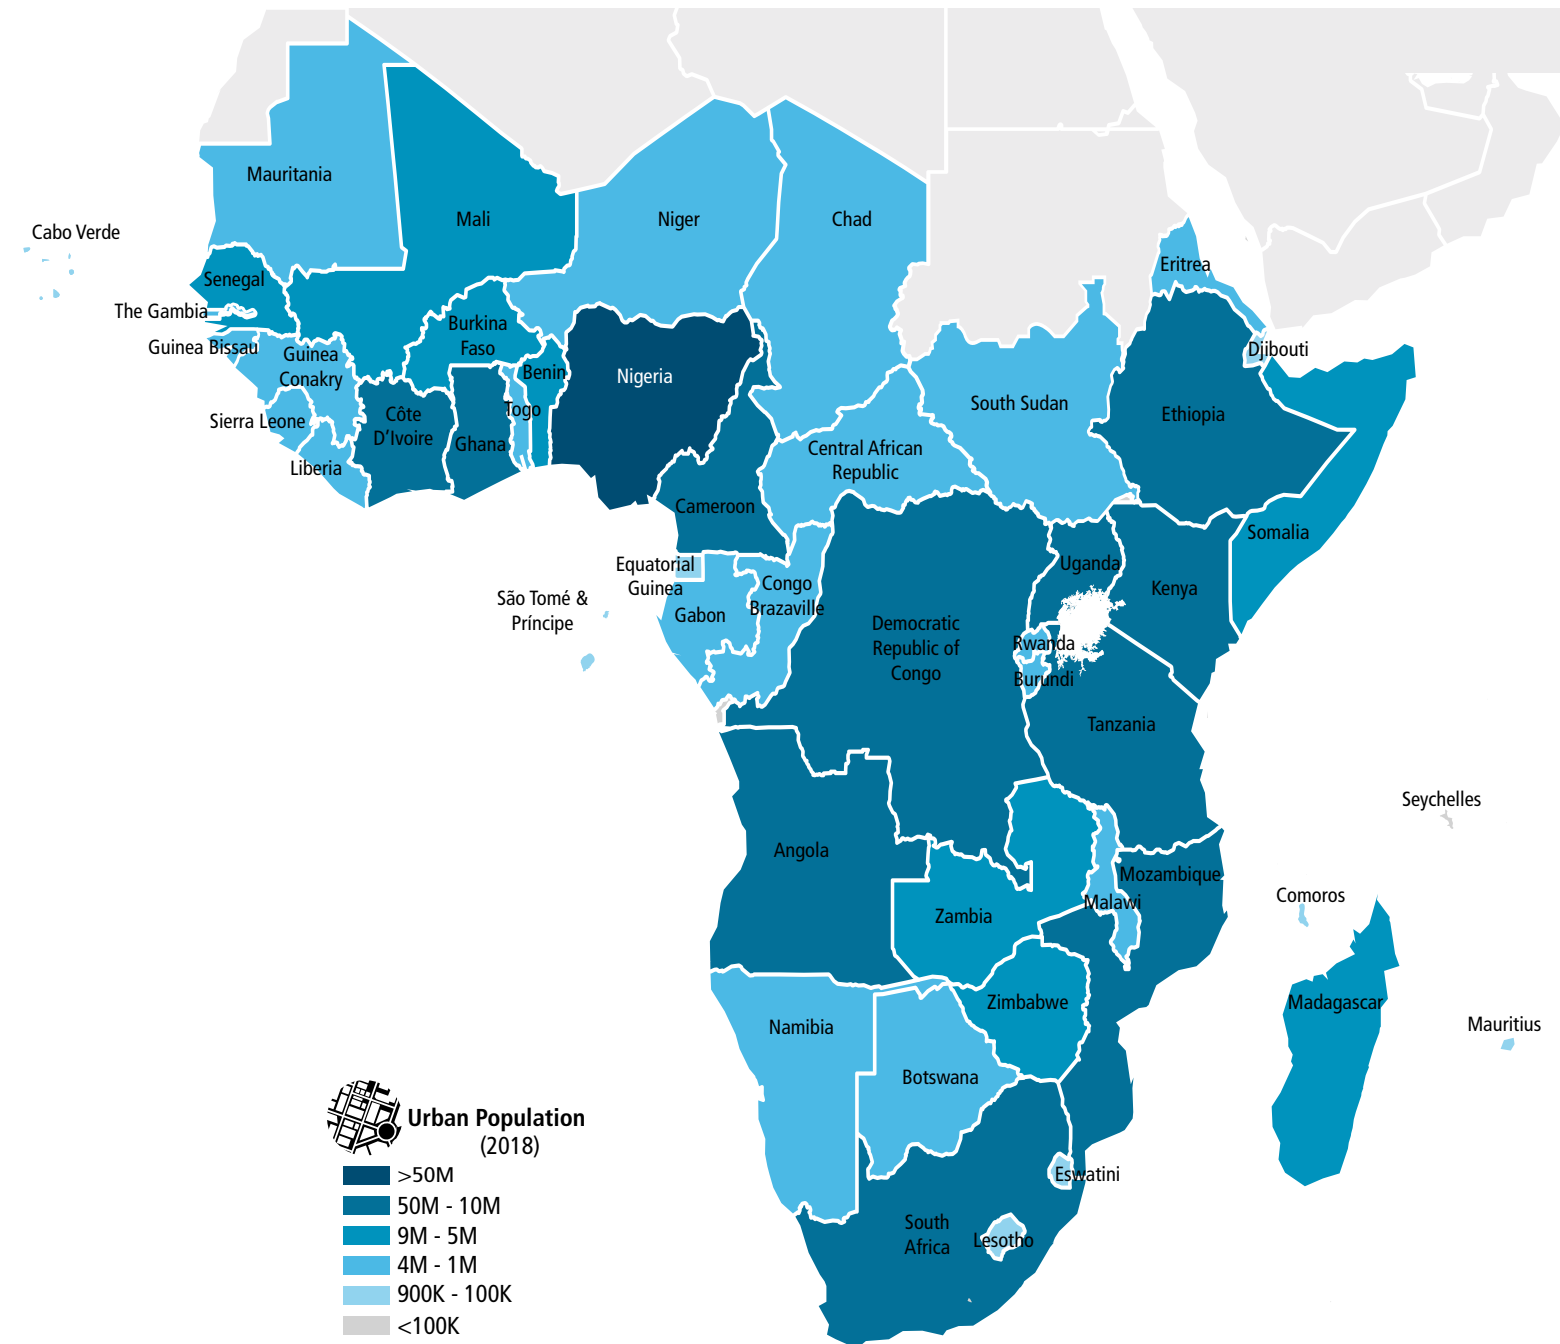 Mauritania
Mali
Niger
Chad
Cabo Verde
Senegal
Eritrea
The Gambia
Burkina
Faso
Guinea Bissau
Guinea
Conakry
Djibouti
Benin
Nigeria
Togo
South Sudan
Ethiopia
Côte
D'Ivoire
Sierra Leone
Ghana
Central African
Republic
Liberia
Cameroon
Somalia
Equatorial
Guinea
Uganda
Congo
Brazaville
Kenya
São Tomé &
Príncipe
Gabon
Democratic
Republic of
Congo
Rwanda
Burundi
Tanzania
Seychelles
Angola
Mozambique
Comoros
Malawi
Zambia
Madagascar
Zimbabwe
Namibia
Mauritius
Botswana
Eswatini
South
Africa
Lesotho
Urban Population
(2018)
>50M
50M - 10M
9M - 5M
4M - 1M
900K - 100K
<100K